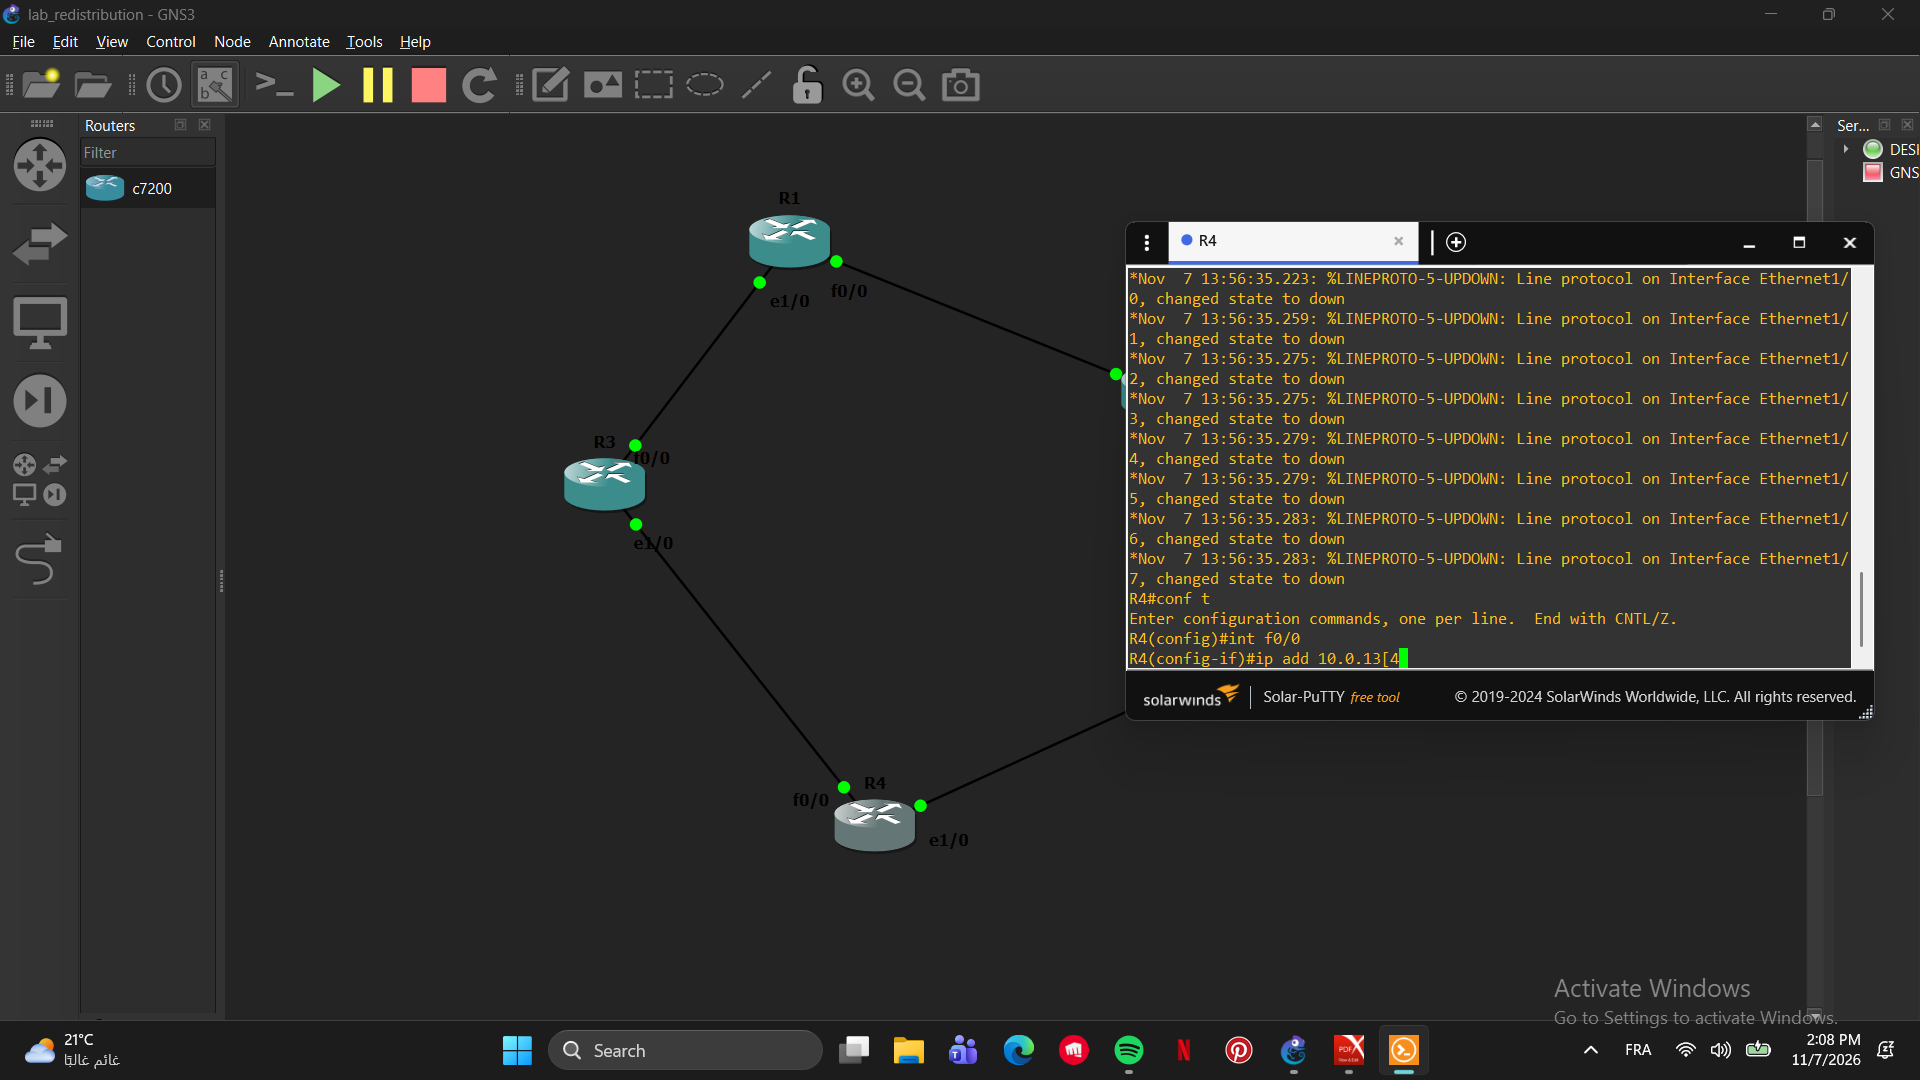 lab_redistribution - GNS3
File Edit View Control Node Annotate Tools Help
Routers
Filter
c7200
R1
e1/0
f0/0
R3
f0/0
e1/0
R4
f0/0
e1/0
Ser...
DESI
GNS
R4
*Nov  7 13:56:35.223: %LINEPROTO-5-UPDOWN: Line protocol on Interface Ethernet1/
0, changed state to down
*Nov  7 13:56:35.259: %LINEPROTO-5-UPDOWN: Line protocol on Interface Ethernet1/
1, changed state to down
*Nov  7 13:56:35.275: %LINEPROTO-5-UPDOWN: Line protocol on Interface Ethernet1/
2, changed state to down
*Nov  7 13:56:35.275: %LINEPROTO-5-UPDOWN: Line protocol on Interface Ethernet1/
3, changed state to down
*Nov  7 13:56:35.279: %LINEPROTO-5-UPDOWN: Line protocol on Interface Ethernet1/
4, changed state to down
*Nov  7 13:56:35.279: %LINEPROTO-5-UPDOWN: Line protocol on Interface Ethernet1/
5, changed state to down
*Nov  7 13:56:35.283: %LINEPROTO-5-UPDOWN: Line protocol on Interface Ethernet1/
6, changed state to down
*Nov  7 13:56:35.283: %LINEPROTO-5-UPDOWN: Line protocol on Interface Ethernet1/
7, changed state to down
R4#conf t
Enter configuration commands, one per line.  End with CNTL/Z.
R4(config)#int f0/0
R4(config-if)#ip add 10.0.13[4
solarwinds Solar-PuTTY free tool © 2019-2024 SolarWinds Worldwide, LLC. All rights reserved.
Activate Windows
Go to Settings to activate Windows.
21°C
غائم غالبًا
Search
FRA
2:08 PM
11/7/2026